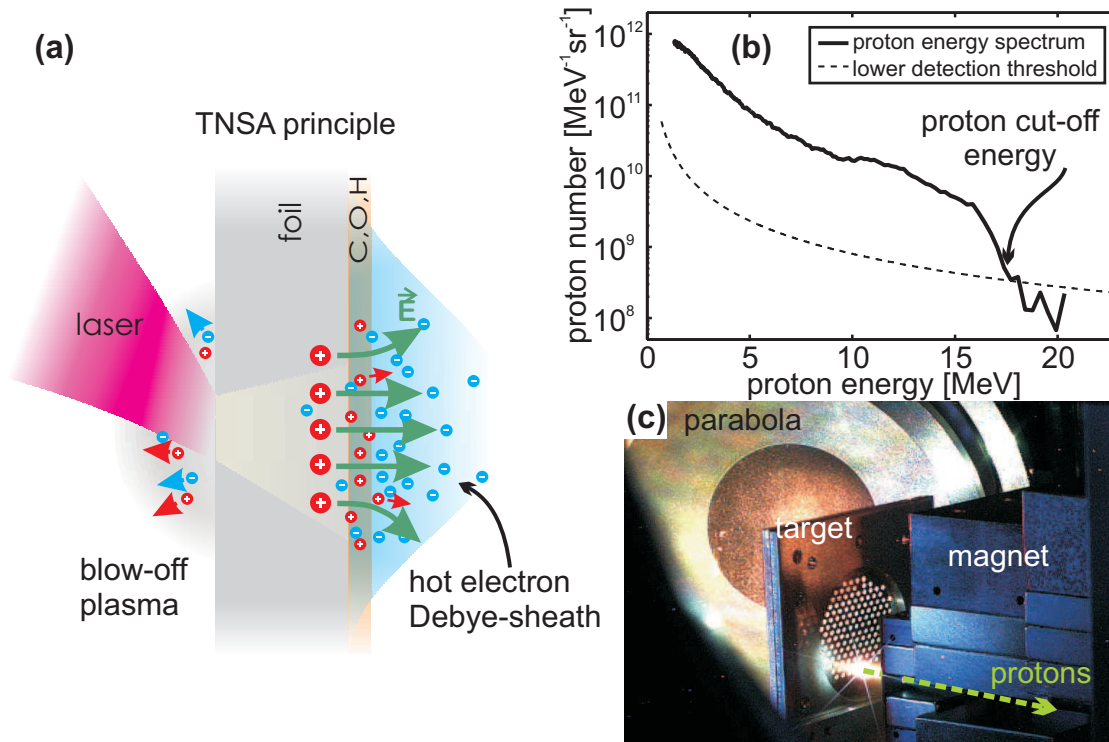 (a)
TNSA principle
laser
foil
C,O,H
E
blow-off
plasma
hot electron
Debye-sheath
(b)
proton number [MeV⁻¹sr⁻¹]
10¹²
10¹¹
10¹⁰
10⁹
10⁸
proton energy spectrum
lower detection threshold
proton cut-off
energy
0
5
10
15
20
proton energy [MeV]
(c)
parabola
target
magnet
protons